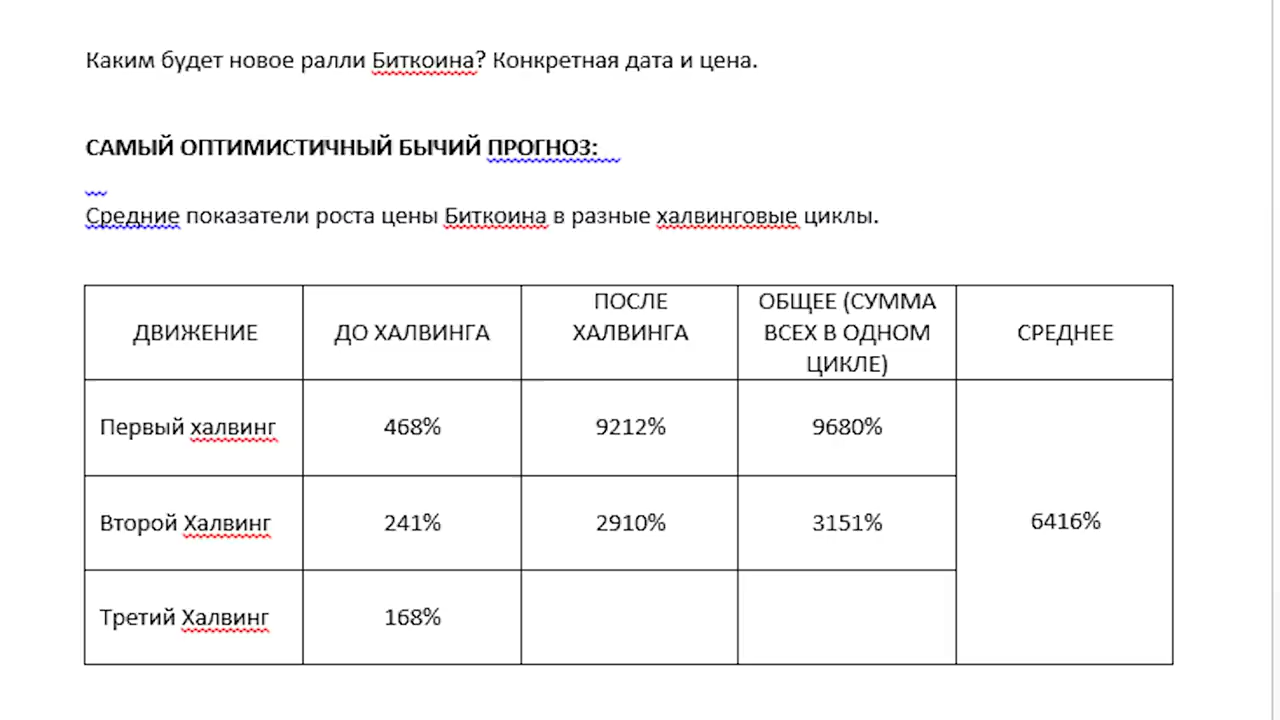 Каким будет новое ралли Биткоина? Конкретная дата и цена.
САМЫЙ ОПТИМИСТИЧНЫЙ БЫЧИЙ ПРОГНОЗ:
Средние показатели роста цены Биткоина в разные халвинговые циклы.
ДВИЖЕНИЕ ДО ХАЛВИНГА ПОСЛЕ ХАЛВИНГА ОБЩЕЕ (СУММА ВСЕХ В ОДНОМ ЦИКЛЕ) СРЕДНЕЕ
Первый халвинг 468% 9212% 9680%
Второй Халвинг 241% 2910% 3151% 6416%
Третий Халвинг 168%